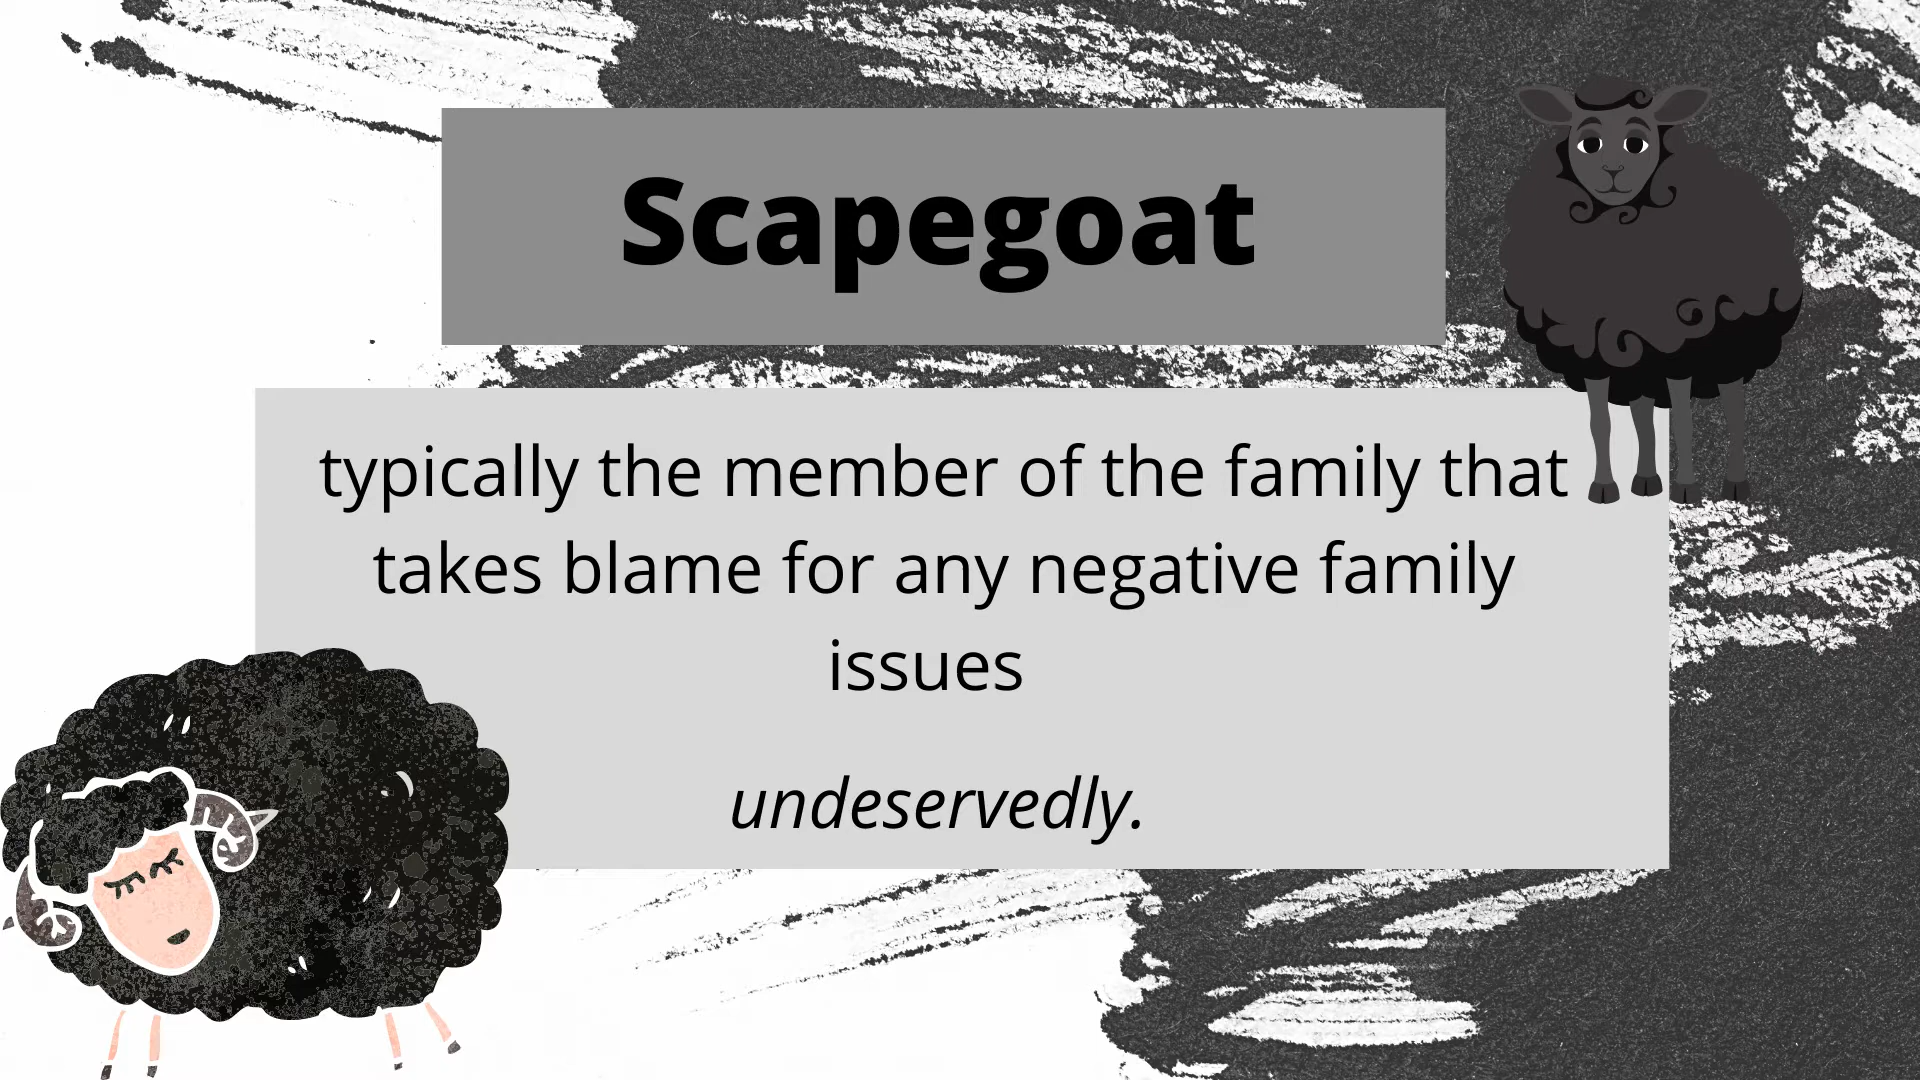 Scapegoat
typically the member of the family that
takes blame for any negative family
issues
undeservedly.